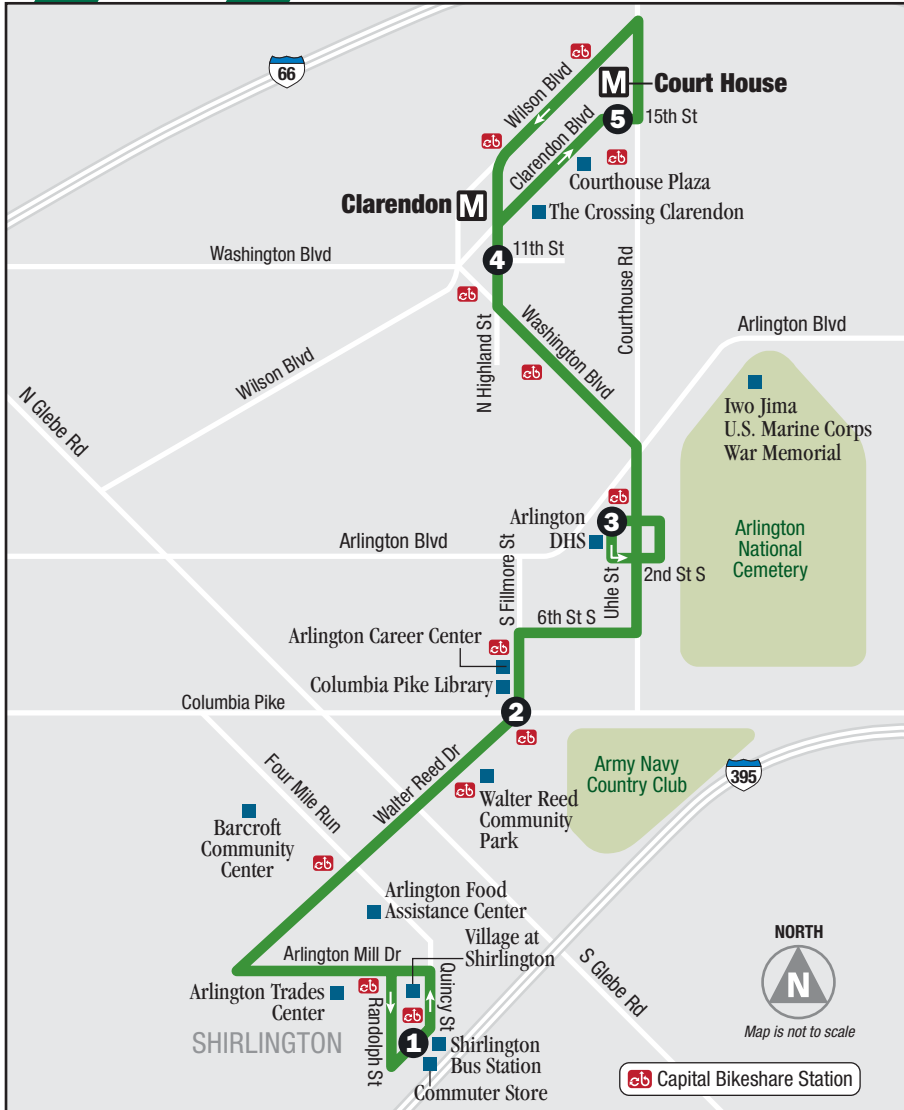 66
Wilson Blvd
M
Court House
5
15th St
Clarendon Blvd
Courthouse Plaza
Clarendon
M
The Crossing Clarendon
Washington Blvd
4
11th St
Courthouse Rd
N Highland St
Washington Blvd
Arlington Blvd
Wilson Blvd
N Glebe Rd
Iwo Jima
U.S. Marine Corps
War Memorial
3
Arlington
DHS
Arlington
National
Cemetery
Arlington Blvd
S Fillmore St
Uhle St
2nd St S
6th St S
Arlington Career Center
Columbia Pike Library
Columbia Pike
2
Walter Reed Dr
Four Mile Run
Army Navy
Country Club
395
Walter Reed
Community
Park
Barcroft
Community
Center
Arlington Food
Assistance Center
Village at
Shirlington
Arlington Mill Dr
Quincy St
S Glebe Rd
NORTH
N
Map is not to scale
Arlington Trades
Center
Randolph St
SHIRLINGTON
1
Shirlington
Bus Station
Commuter Store
cb Capital Bikeshare Station